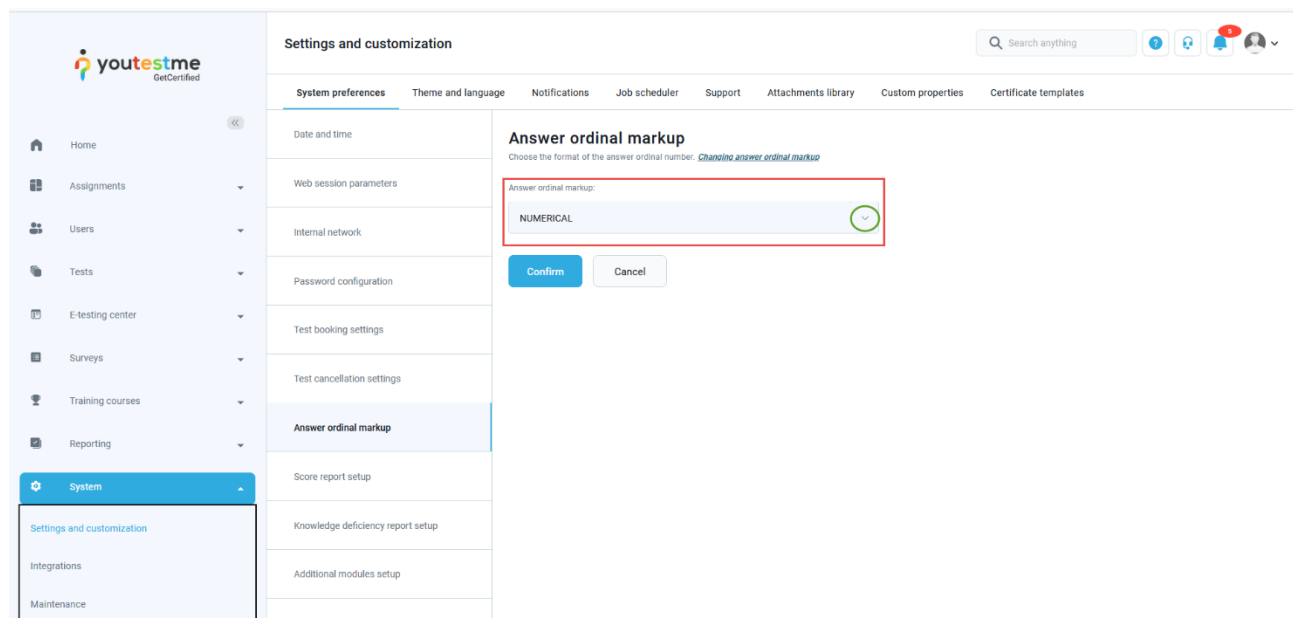 youtestme
GetCertified
Settings and customization
Search anything
?
5
System preferences
Theme and language
Notifications
Job scheduler
Support
Attachments library
Custom properties
Certificate templates
Home
Assignments
Users
Tests
E-testing center
Surveys
Training courses
Reporting
System
Settings and customization
Integrations
Maintenance
Date and time
Web session parameters
Internal network
Password configuration
Test booking settings
Test cancellation settings
Answer ordinal markup
Score report setup
Knowledge deficiency report setup
Additional modules setup
Answer ordinal markup
Choose the format of the answer ordinal number. Changing answer ordinal markup
Answer ordinal markup:
NUMERICAL
Confirm
Cancel